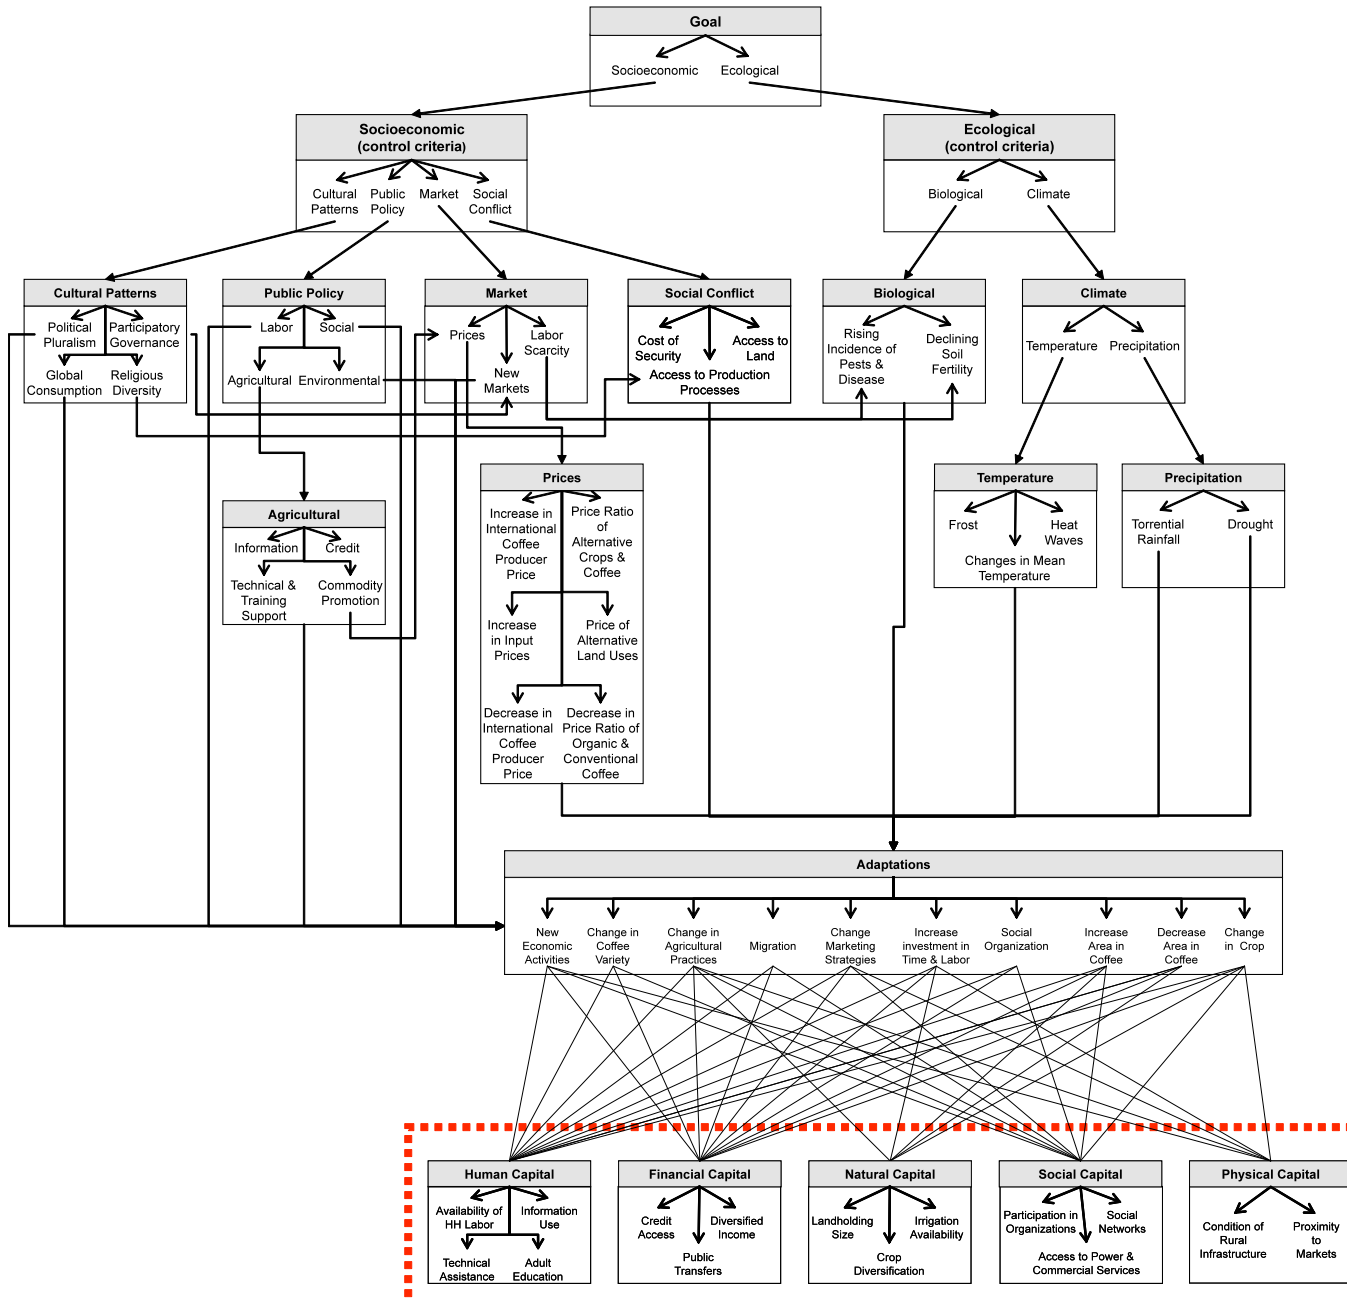 Goal
Socioeconomic
Ecological
Socioeconomic
(control criteria)
Cultural
Patterns
Public
Policy
Market
Social
Conflict
Ecological
(control criteria)
Biological
Climate
Cultural Patterns
Political
Pluralism
Participatory
Governance
Global
Consumption
Religious
Diversity
Public Policy
Labor
Social
Agricultural
Environmental
Market
Prices
Labor
Scarcity
New
Markets
Social Conflict
Cost of
Security
Access to
Land
Access to Production
Processes
Biological
Rising
Incidence of
Pests &
Disease
Declining
Soil
Fertility
Climate
Temperature
Precipitation
Agricultural
Information
Credit
Technical &
Training
Support
Commodity
Promotion
Prices
Increase in
International
Coffee
Producer
Price
Price Ratio
of
Alternative
Crops &
Coffee
Increase
in Input
Prices
Price of
Alternative
Land Uses
Decrease in
International
Coffee
Producer
Price
Decrease in
Price Ratio of
Organic &
Conventional
Coffee
Temperature
Frost
Heat
Waves
Changes in Mean
Temperature
Precipitation
Torrential
Rainfall
Drought
Adaptations
New
Economic
Activities
Change in
Coffee
Variety
Change in
Agricultural
Practices
Migration
Change
Marketing
Strategies
Increase
investment in
Time & Labor
Social
Organization
Increase
Area in
Coffee
Decrease
Area in
Coffee
Change
in Crop
Human Capital
Availability of
HH Labor
Information
Use
Technical
Assistance
Adult
Education
Financial Capital
Credit
Access
Diversified
Income
Public
Transfers
Natural Capital
Landholding
Size
Irrigation
Availability
Crop
Diversification
Social Capital
Participation in
Organizations
Social
Networks
Access to Power &
Commercial Services
Physical Capital
Condition of
Rural
Infrastructure
Proximity
to
Markets